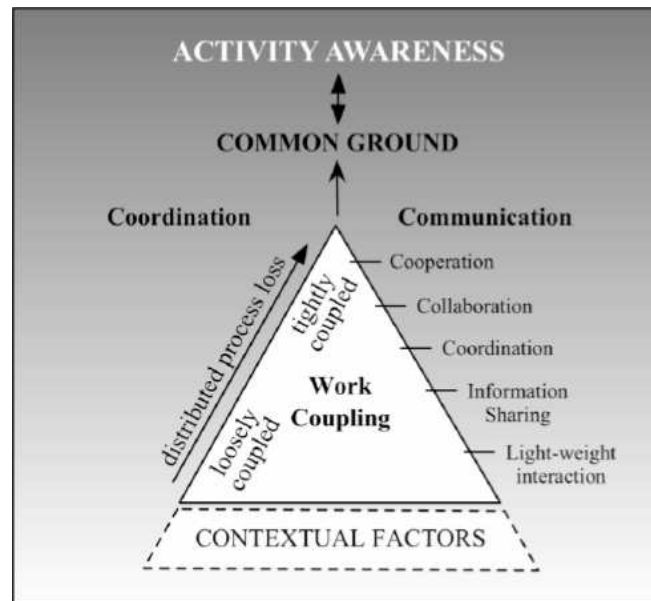 ACTIVITY AWARENESS
COMMON GROUND
Coordination
Communication
distributed process loss
tightly
coupled
Work
Coupling
loosely
coupled
Cooperation
Collaboration
Coordination
Information
Sharing
Light-weight
interaction
CONTEXTUAL FACTORS